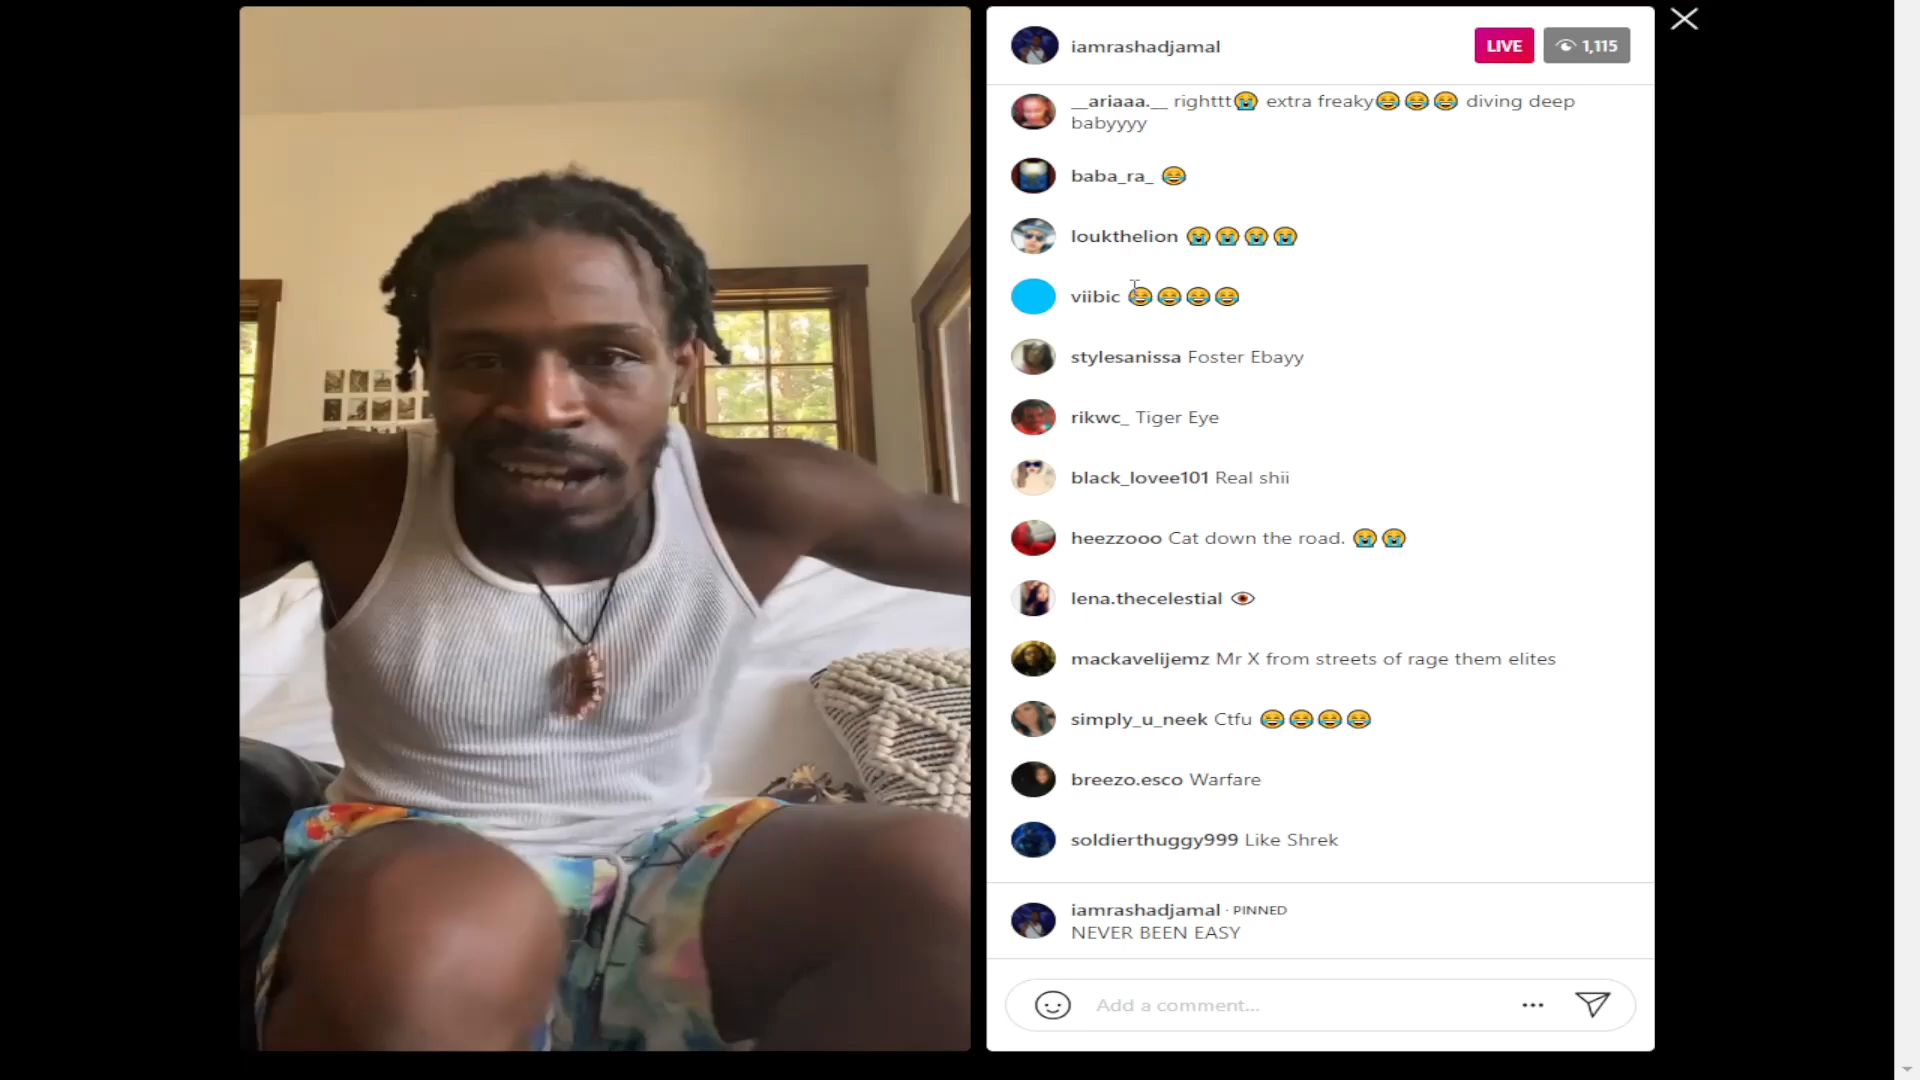 iamrashadjamal
LIVE
1,115
__ariaaa.__ righttt😭 extra freaky😂😂😂 diving deep
babyyyy
baba_ra_ 😂
loukthelion 😭😭😭😭
viibic 😂😂😂😂
stylesanissa Foster Ebayy
rikwc_ Tiger Eye
black_lovee101 Real shii
heezzooo Cat down the road. 😭😭
lena.thecelestial 👁
mackavelijemz Mr X from streets of rage them elites
simply_u_neek Ctfu 😂😂😂😂
breezo.esco Warfare
soldierthuggy999 Like Shrek
iamrashadjamal · PINNED
NEVER BEEN EASY
Add a comment...